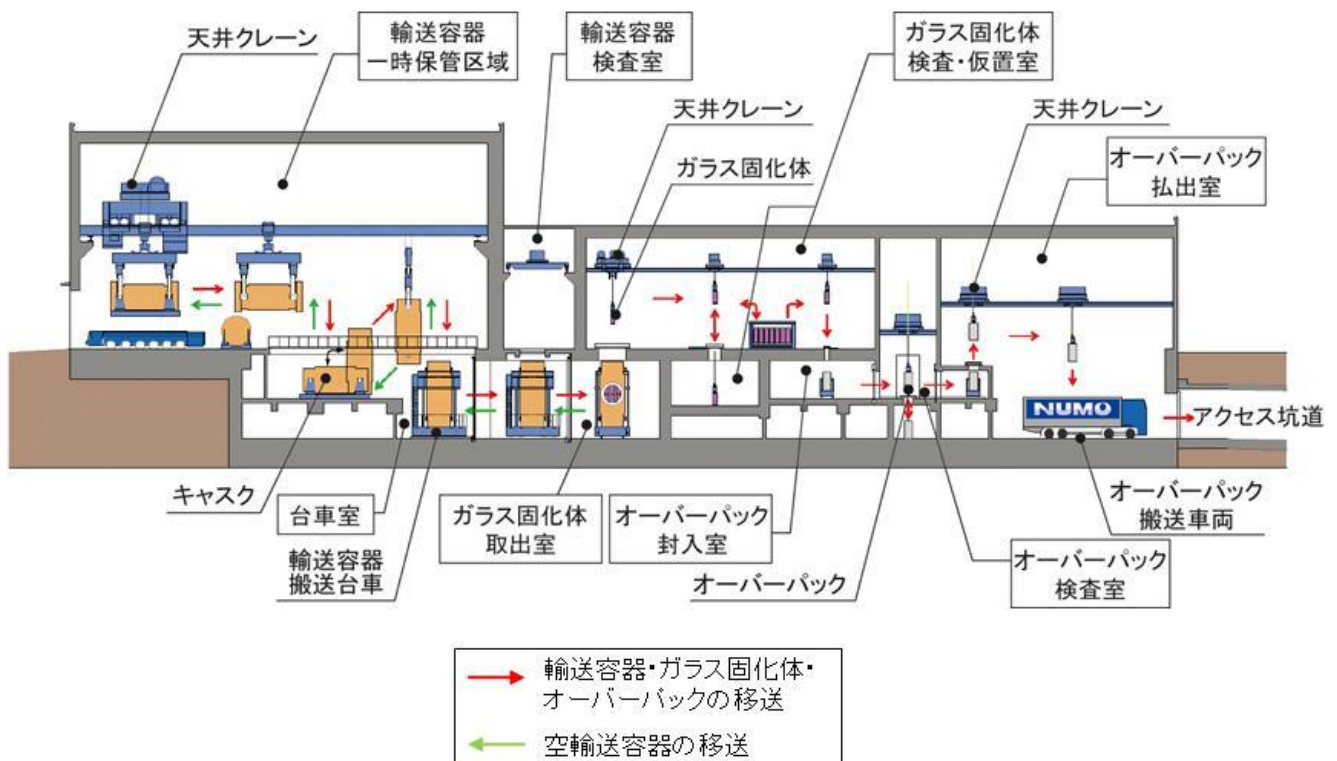 天井クレーン
輸送容器
一時保管区域
輸送容器
検査室
ガラス固化体
検査・仮置室
天井クレーン
天井クレーン
ガラス固化体
オーバーパック
払出室
NUMO
アクセス坑道
キャスク
台車室
ガラス固化体
取出室
オーバーパック
封入室
オーバーパック
搬送車両
輸送容器
搬送台車
オーバーパック
オーバーパック
検査室
輸送容器・ガラス固化体・
オーバーパックの移送
空輸送容器の移送